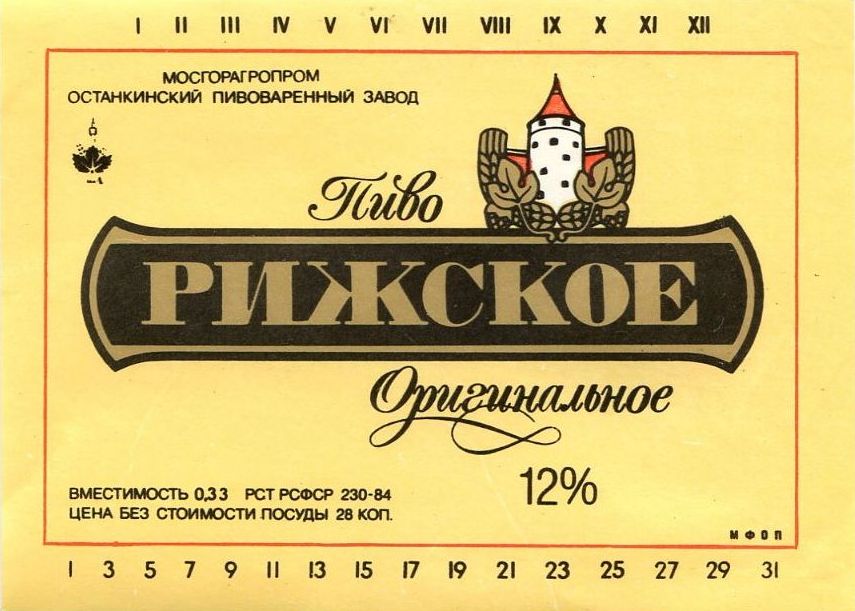 I II III IV V VI VII VIII IX X XI XII
МОСГОРАГРОПРОМ
ОСТАНКИНСКИЙ ПИВОВАРЕННЫЙ ЗАВОД
Пиво
РИЖСКОЕ
Оригинальное
12%
ВМЕСТИМОСТЬ 0,33 РСТ РСФСР 230-84
ЦЕНА БЕЗ СТОИМОСТИ ПОСУДЫ 28 КОП.
МФОП
1 3 5 7 9 11 13 15 17 19 21 23 25 27 29 31